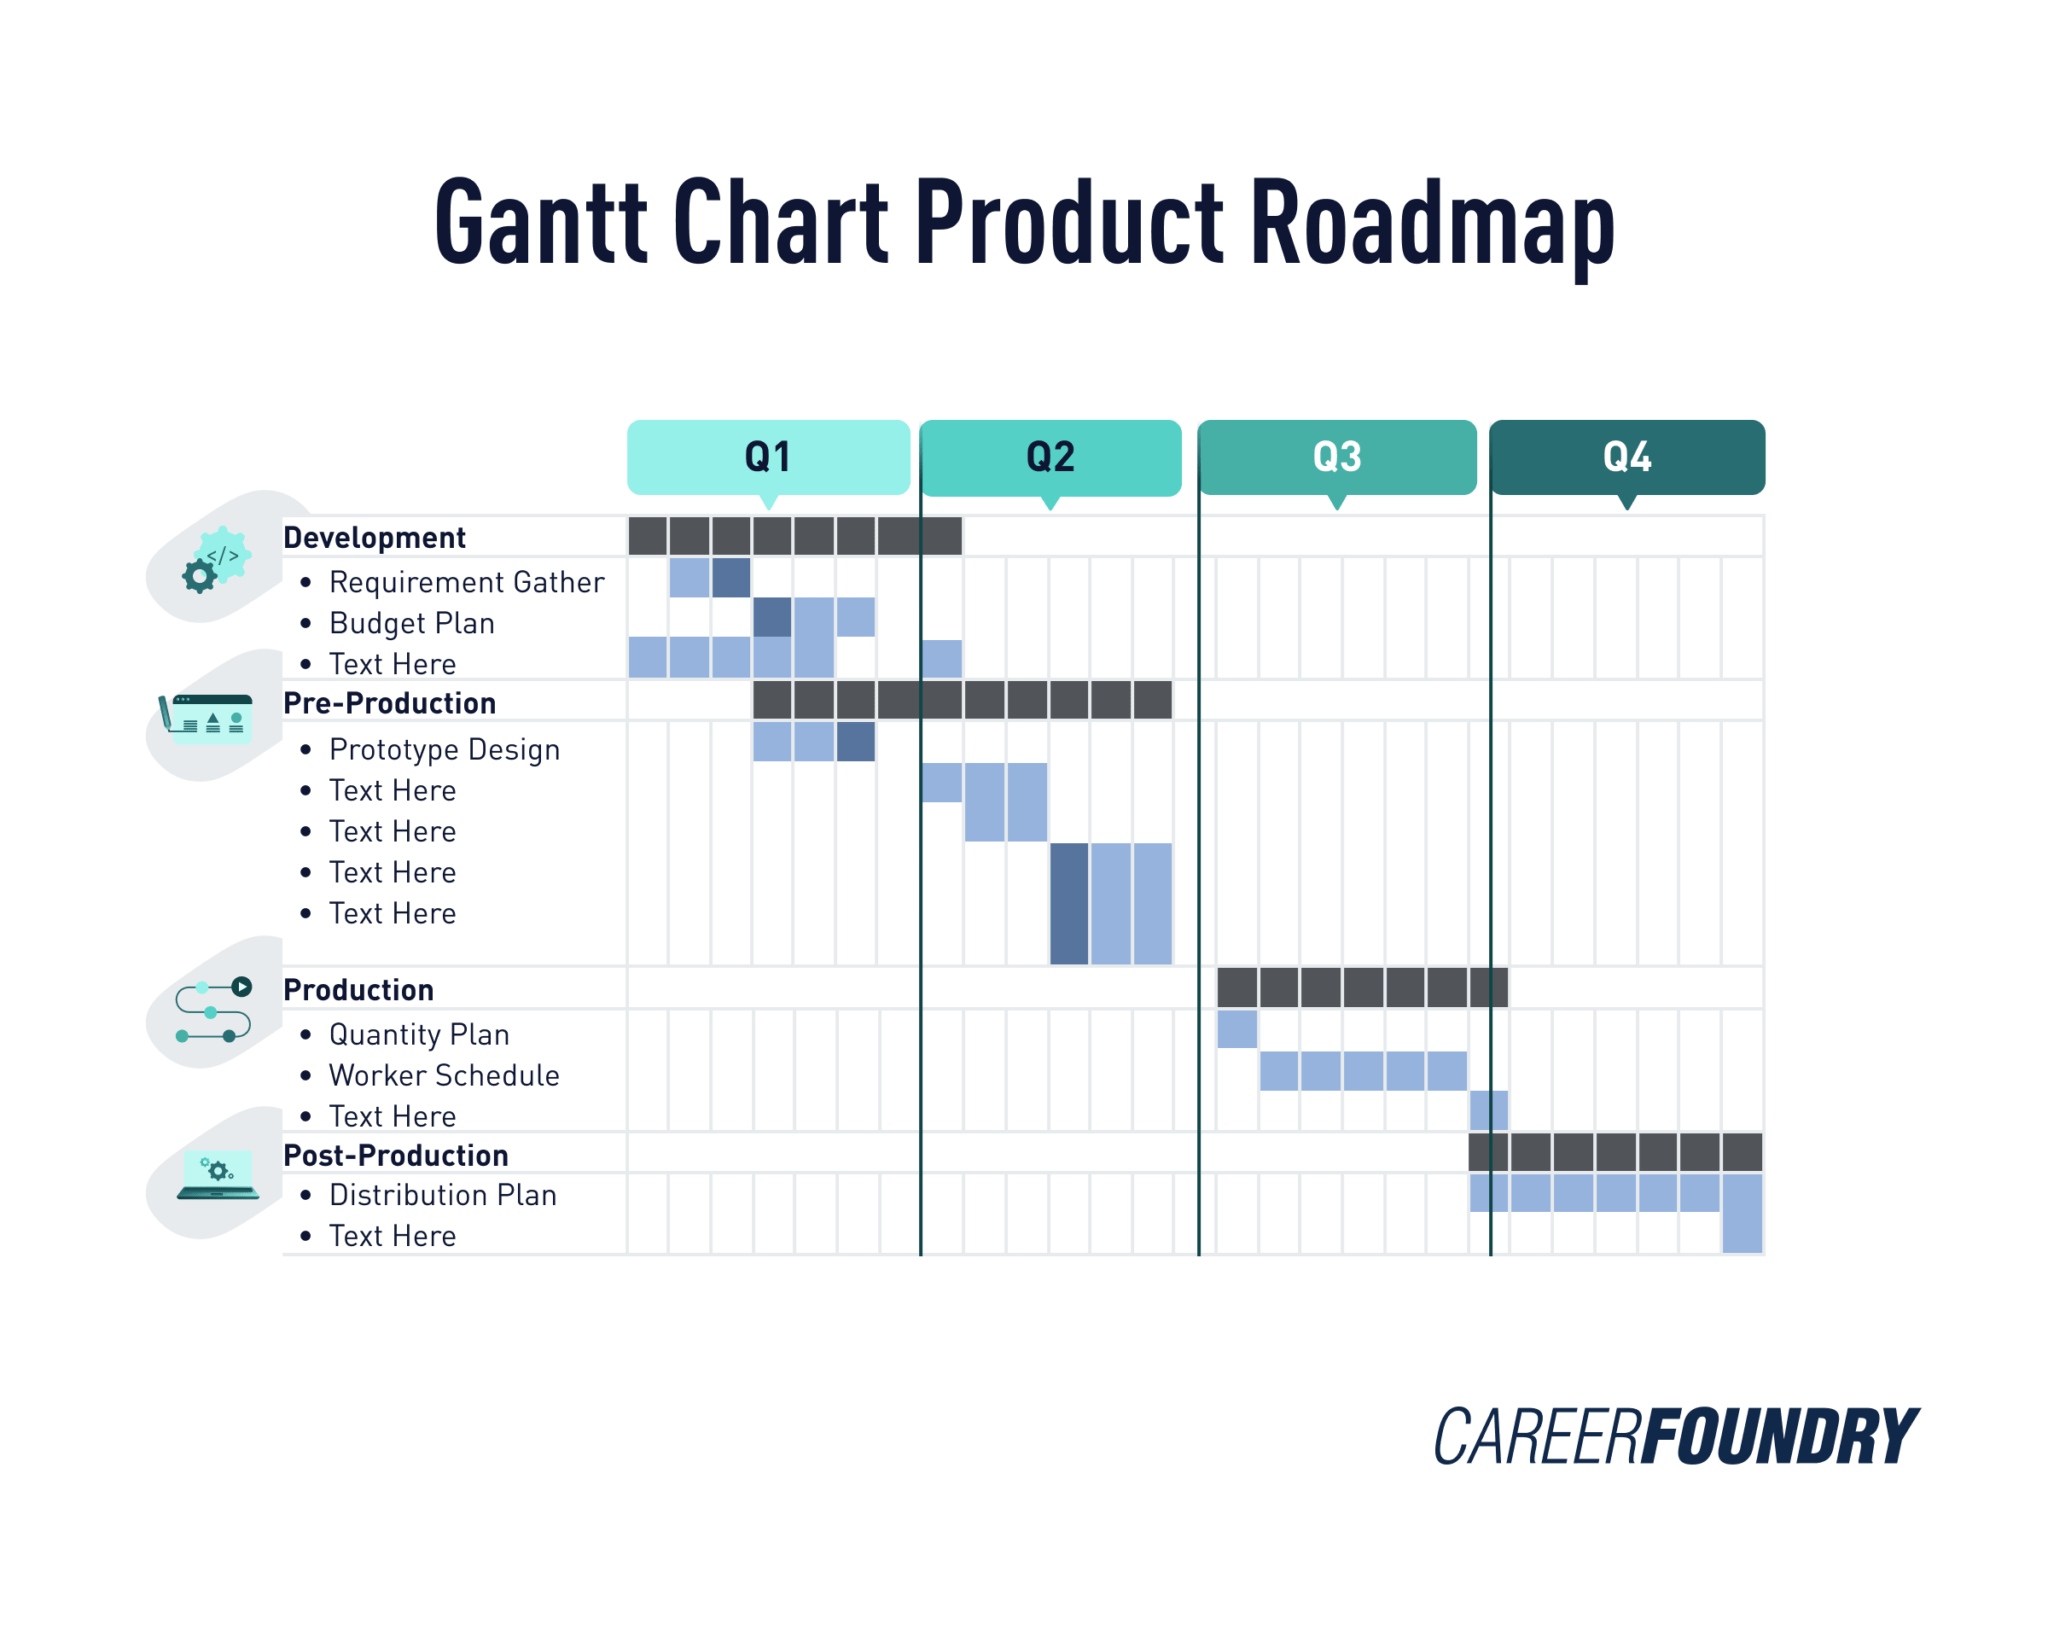 Gantt Chart Product Roadmap
Q1 Q2 Q3 Q4
Development
</>
• Requirement Gather
• Budget Plan
• Text Here
Pre-Production
• Prototype Design
• Text Here
• Text Here
• Text Here
• Text Here
Production
• Quantity Plan
• Worker Schedule
• Text Here
Post-Production
• Distribution Plan
• Text Here
CAREERFOUNDRY